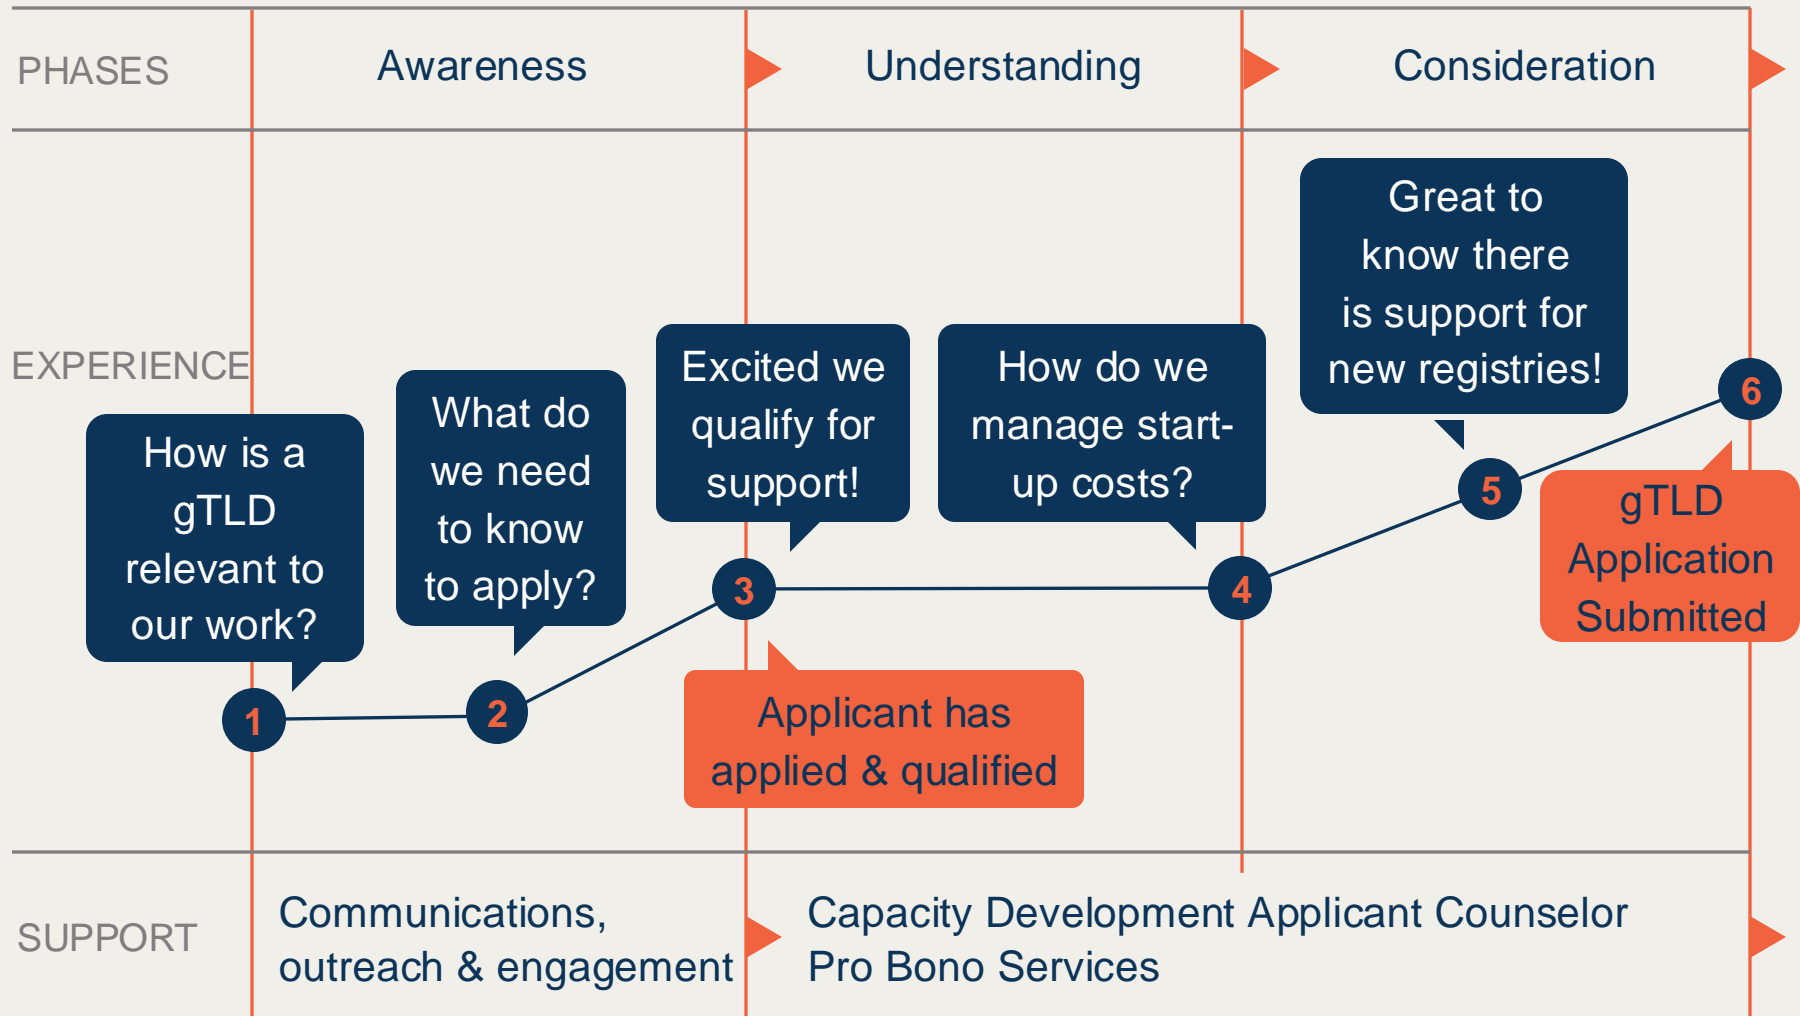 PHASES
Awareness
Understanding
Consideration
EXPERIENCE
How is a
gTLD
relevant to
our work?
What do
we need
to know
to apply?
Excited we
qualify for
support!
How do we
manage start-
up costs?
Great to
know there
is support for
new registries!
1
2
3
4
5
6
Applicant has
applied & qualified
gTLD
Application
Submitted
SUPPORT
Communications,
outreach & engagement
Capacity Development Applicant Counselor
Pro Bono Services